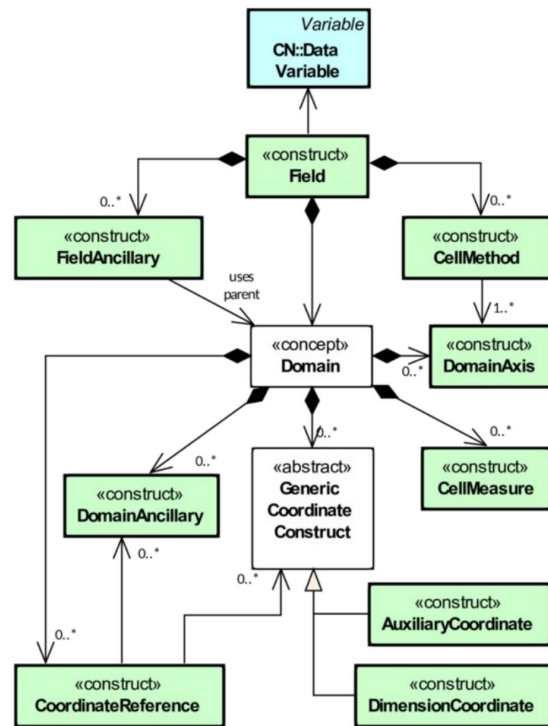 Variable
CN::Data
Variable
«construct»
Field
0..*
0..*
«construct»
FieldAncillary
«construct»
CellMethod
uses
parent
1..*
«concept»
Domain
0..*
«construct»
DomainAxis
0..*
0..*
0..*
«construct»
DomainAncillary
«abstract»
Generic
Coordinate
Construct
«construct»
CellMeasure
0..*
0..*
«construct»
AuxiliaryCoordinate
0..*
«construct»
CoordinateReference
«construct»
DimensionCoordinate